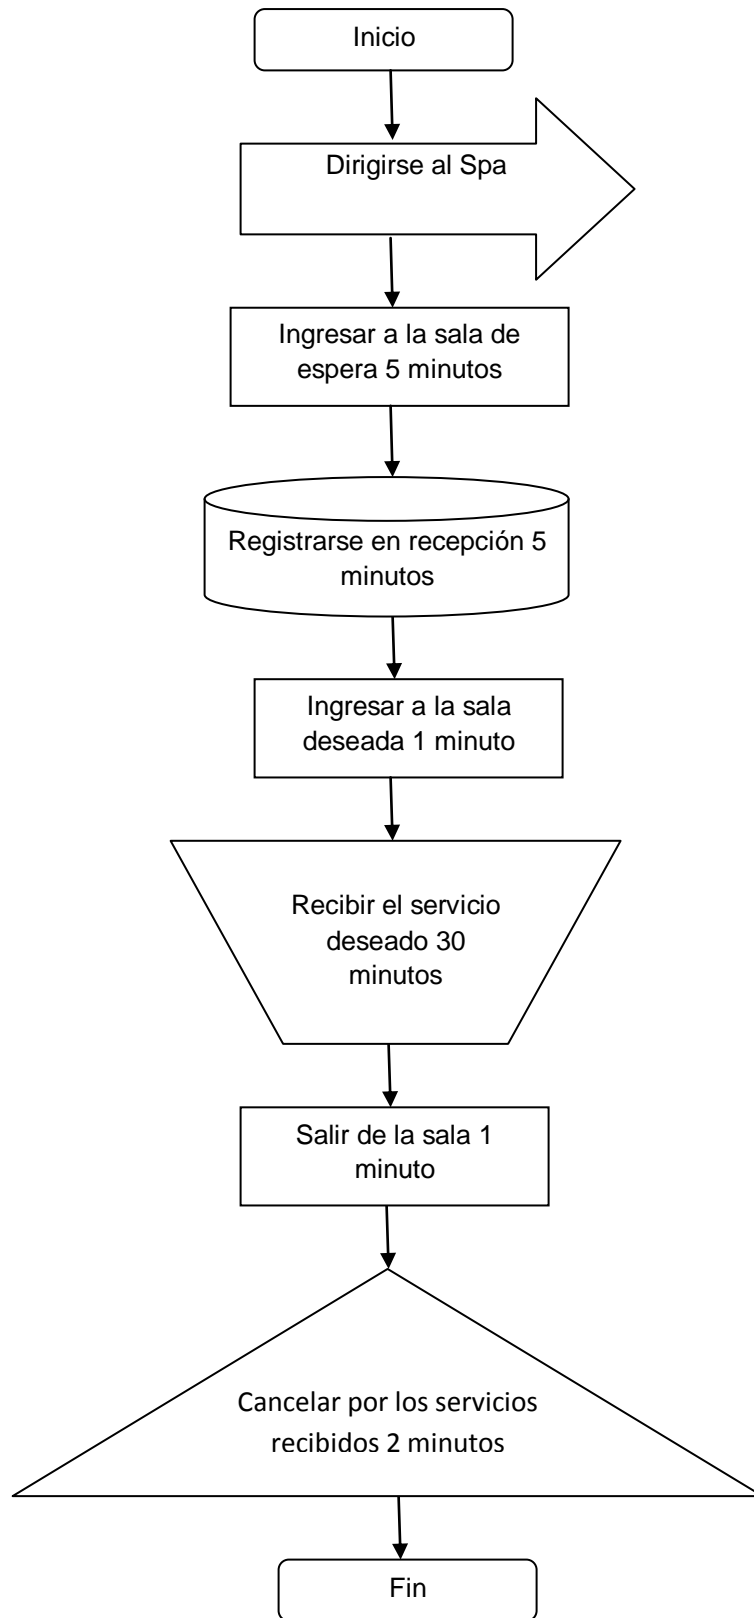 Inicio
Dirigirse al Spa
Ingresar a la sala de
espera 5 minutos
Registrarse en recepción 5
minutos
Ingresar a la sala
deseada 1 minuto
Recibir el servicio
deseado 30
minutos
Salir de la sala 1
minuto
Cancelar por los servicios
recibidos 2 minutos
Fin